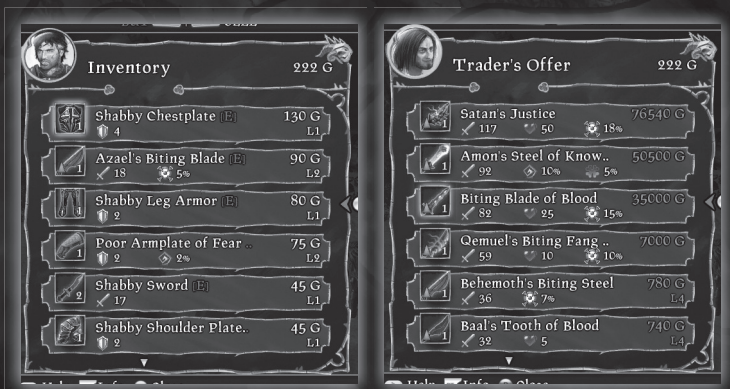 Inventory
222 G
Shabby Chestplate [E] 130 G
1 4 L1
Azael's Biting Blade [E] 90 G
1 18 5% L2
Shabby Leg Armor [E] 80 G
1 2 L1
Poor Armplate of Fear .. 75 G
1 2 2% L2
Shabby Sword [E] 45 G
2 17 L1
Shabby Shoulder Plate.. 45 G
1 2 L1
Trader's Offer
222 G
Satan's Justice 76540 G
1 117 50 18%
Amon's Steel of Know.. 50500 G
1 92 10% 5%
Biting Blade of Blood 35000 G
1 82 25 15%
Qemuel's Biting Fang .. 7000 G
1 59 10 10%
Behemoth's Biting Steel 780 G
1 36 7% L4
Baal's Tooth of Blood 740 G
1 32 5 L4